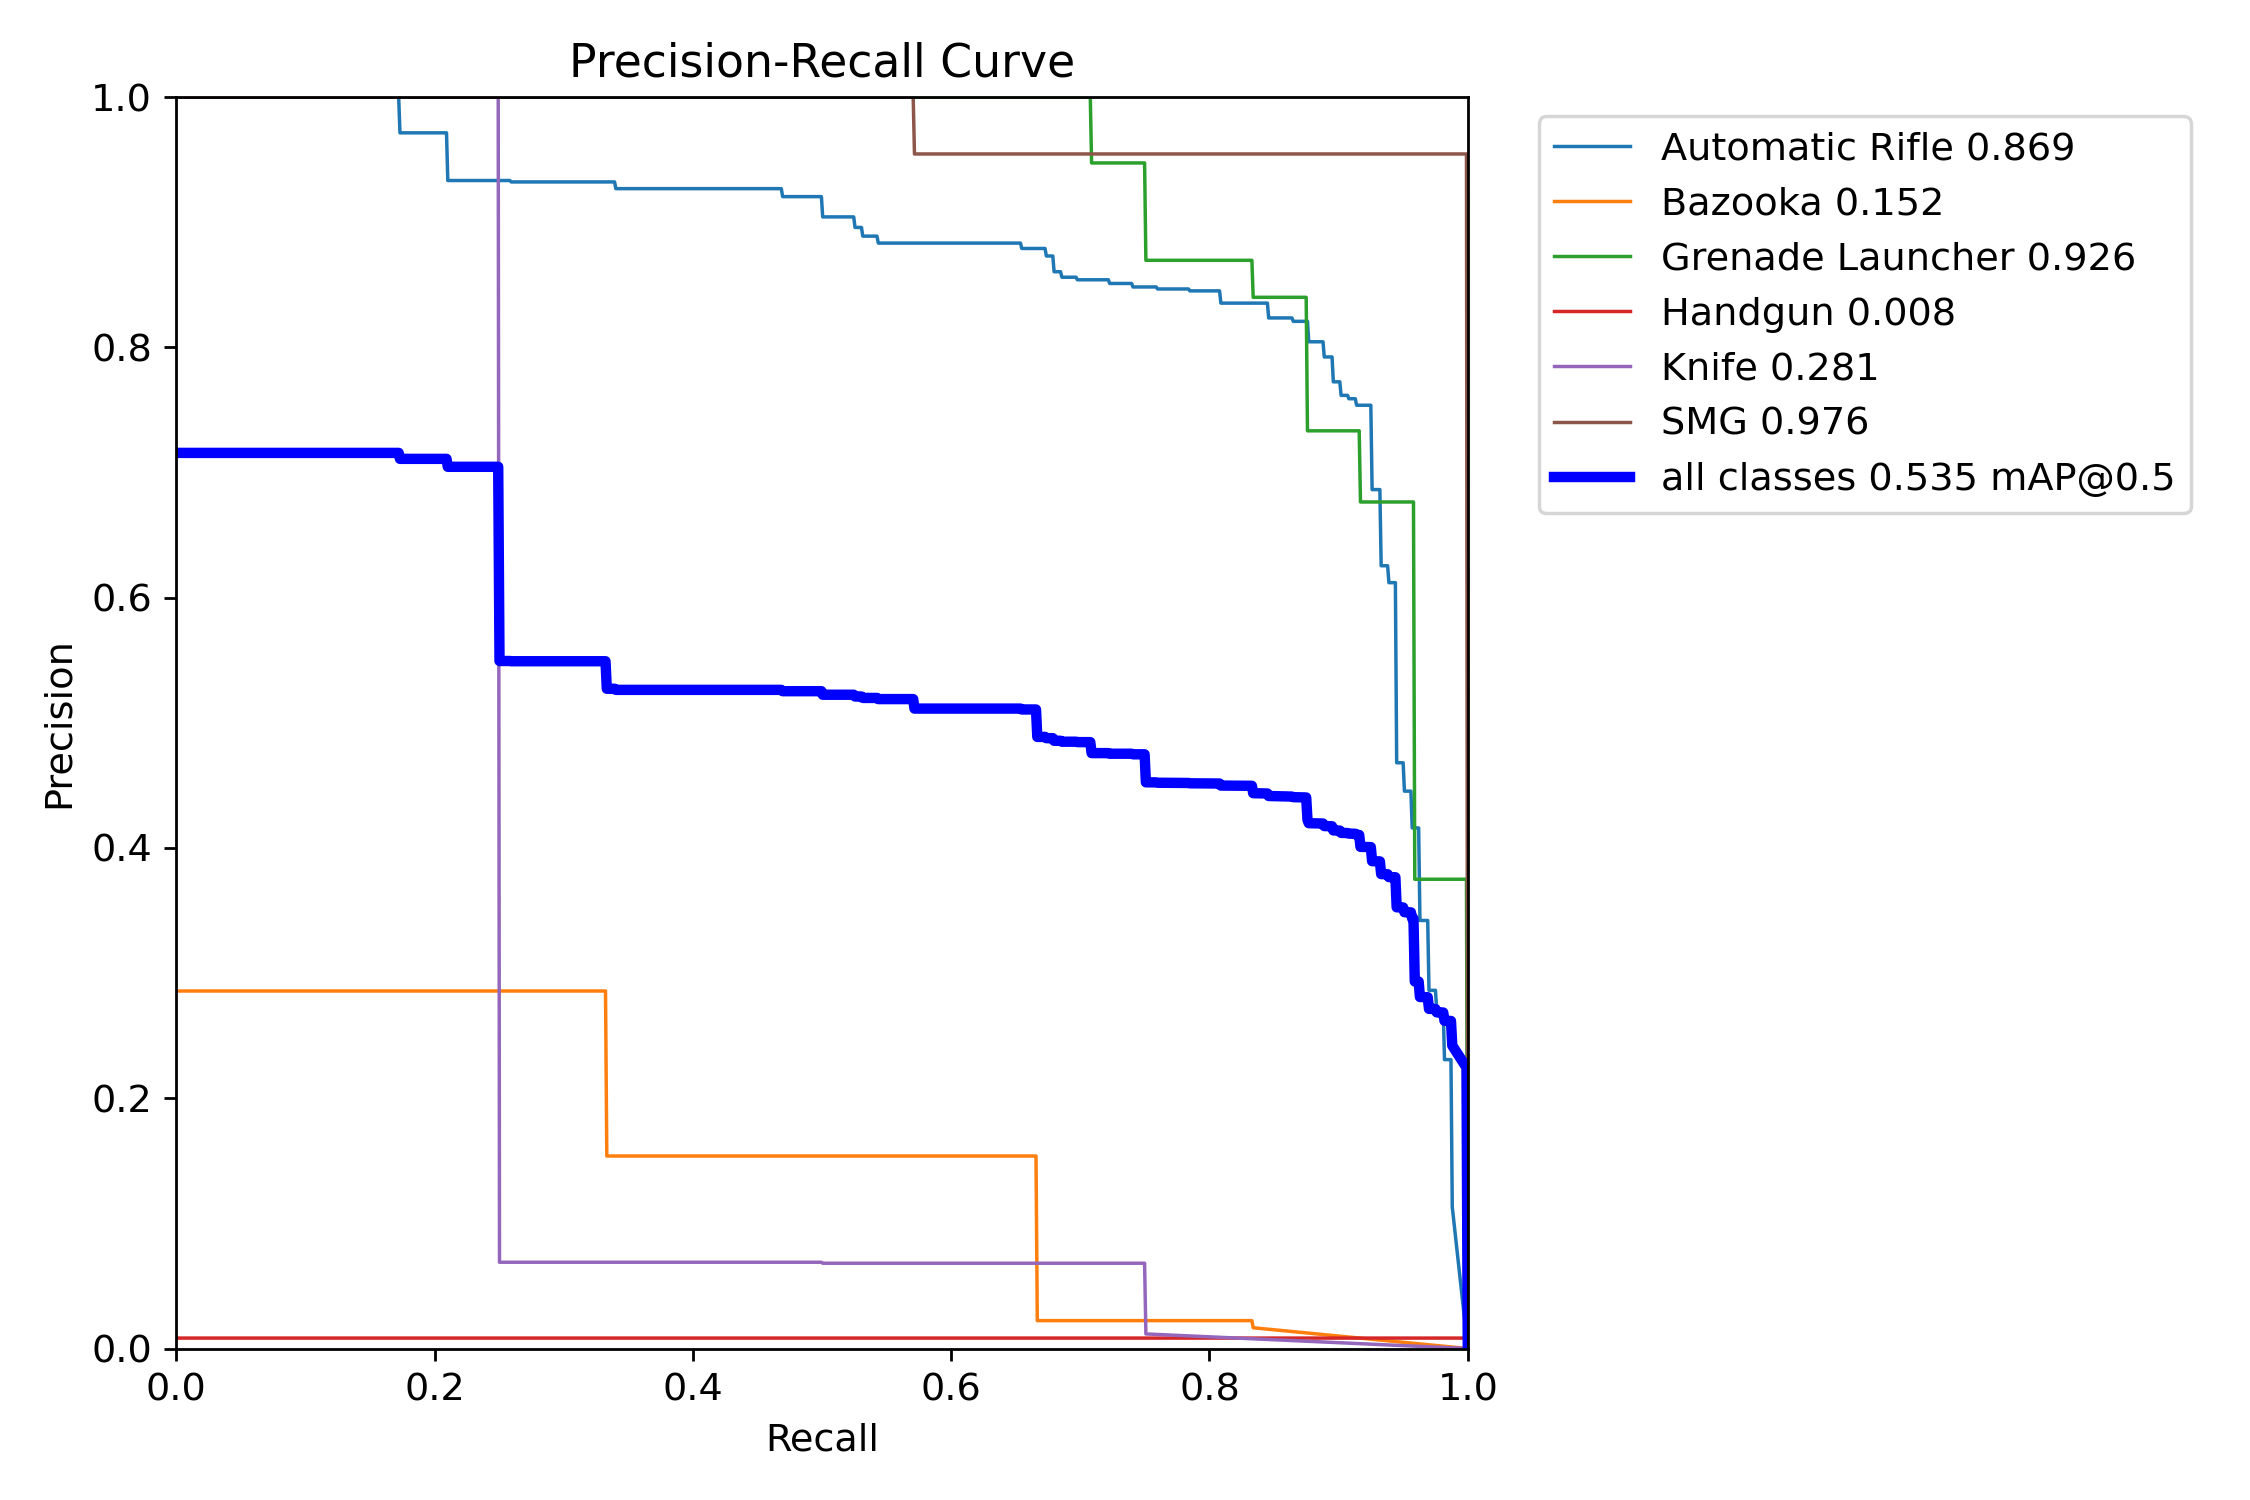 Precision-Recall Curve
1.0
0.8
0.6
0.4
0.2
0.0
Precision
0.0 0.2 0.4 0.6 0.8 1.0
Recall
Automatic Rifle 0.869
Bazooka 0.152
Grenade Launcher 0.926
Handgun 0.008
Knife 0.281
SMG 0.976
all classes 0.535 mAP@0.5